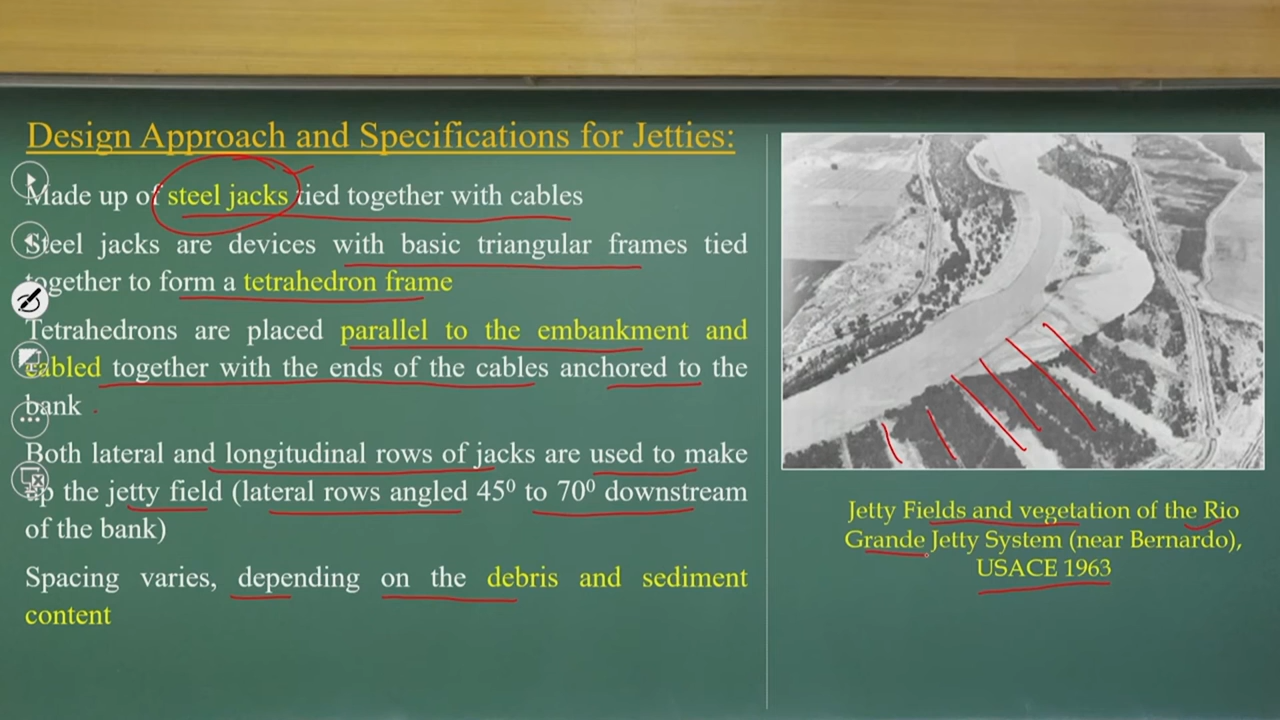 Design Approach and Specifications for Jetties:
Made up of steel jacks tied together with cables
Steel jacks are devices with basic triangular frames tied
together to form a tetrahedron frame
Tetrahedrons are placed parallel to the embankment and
cabled together with the ends of the cables anchored to the
bank
Both lateral and longitudinal rows of jacks are used to make
up the jetty field (lateral rows angled 45⁰ to 70⁰ downstream
of the bank)
Spacing varies, depending on the debris and sediment
content
Jetty Fields and vegetation of the Rio
Grande Jetty System (near Bernardo),
USACE 1963